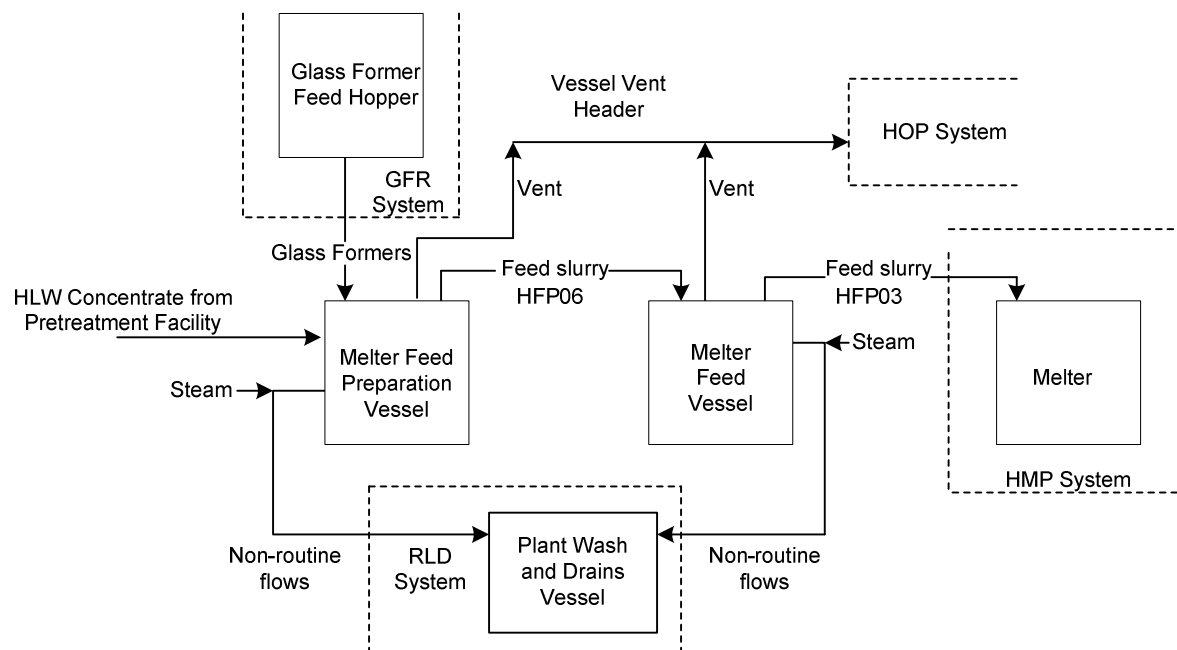 Glass Former
Feed Hopper
GFR
System
Vessel Vent
Header
HOP System
Vent
Vent
Glass Formers
Feed slurry
HFP06
Feed slurry
HFP03
HLW Concentrate from
Pretreatment Facility
Steam
Melter Feed
Preparation
Vessel
Melter
Feed
Vessel
Steam
Melter
HMP System
Non-routine
flows
RLD
System
Plant Wash
and Drains
Vessel
Non-routine
flows